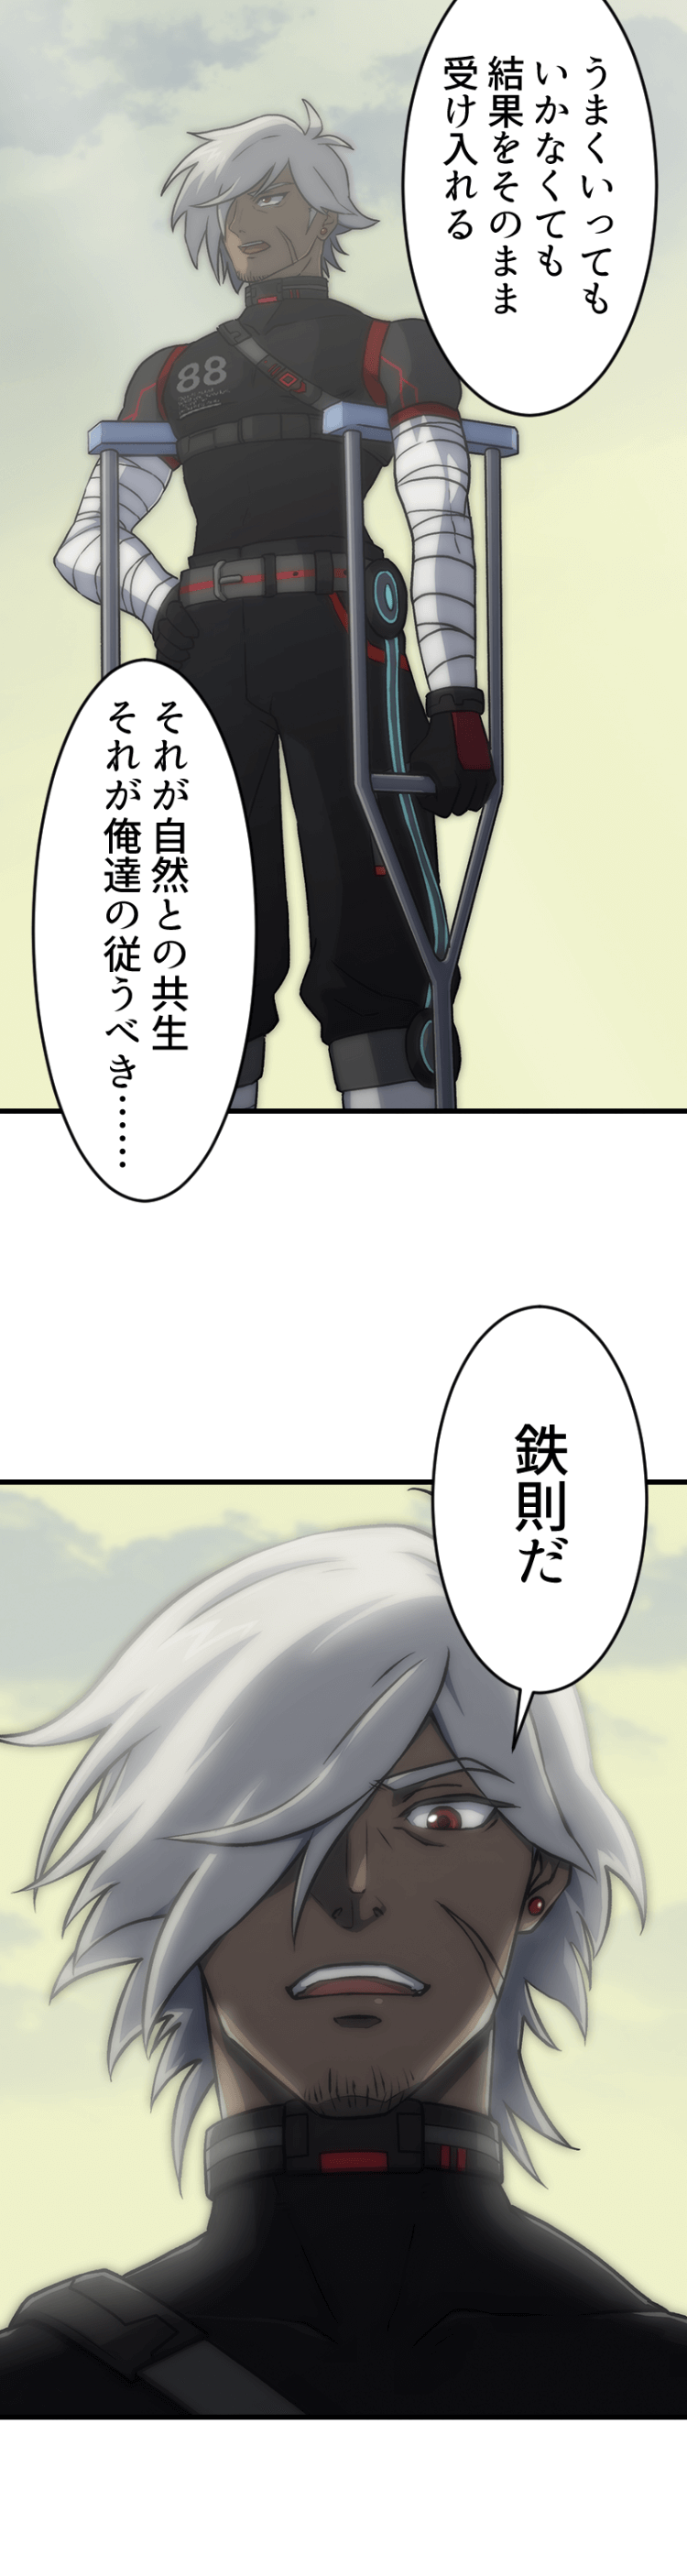 うまくいっても
いかなくても
結果をそのまま
受け入れる
88
それが自然との共生
それが俺達の従うべき……
鉄則だ